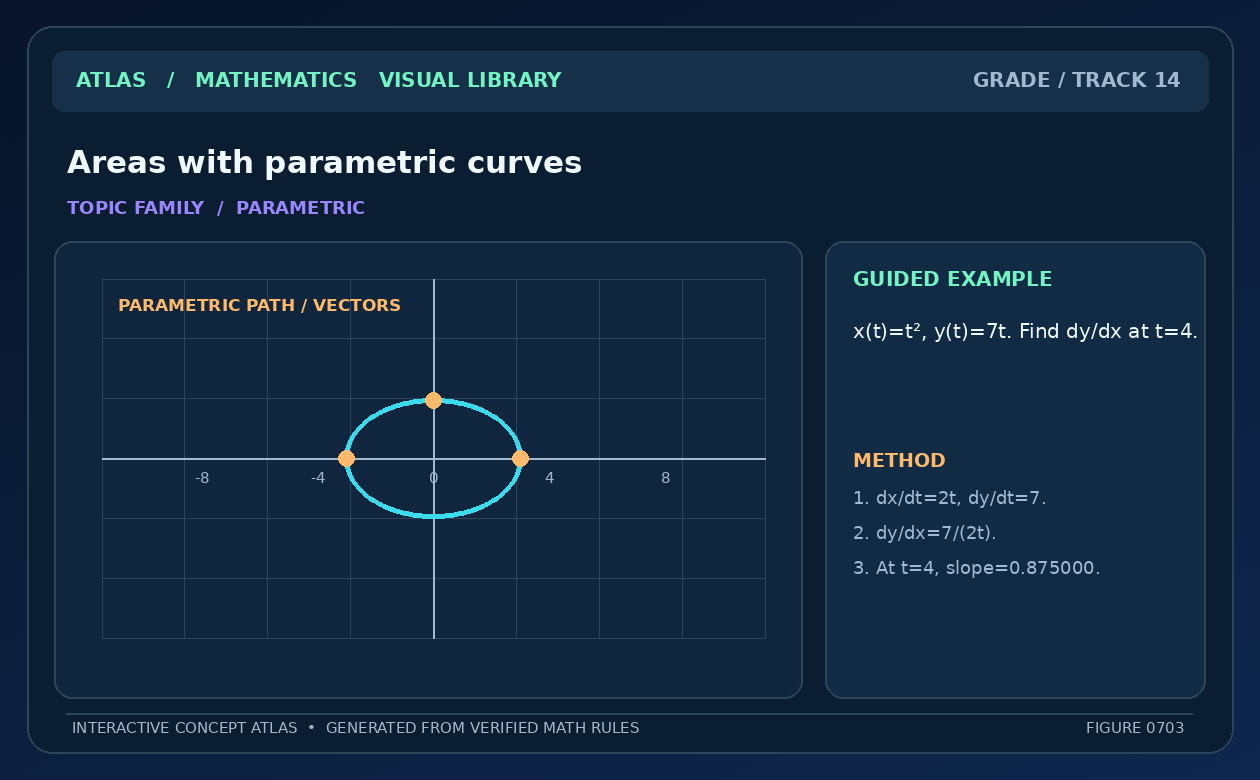 ATLAS / MATHEMATICS VISUAL LIBRARY
GRADE / TRACK 14
Areas with parametric curves
TOPIC FAMILY / PARAMETRIC
PARAMETRIC PATH / VECTORS
-8 -4 0 4 8
GUIDED EXAMPLE
x(t)=t², y(t)=7t. Find dy/dx at t=4.
METHOD
1. dx/dt=2t, dy/dt=7.
2. dy/dx=7/(2t).
3. At t=4, slope=0.875000.
INTERACTIVE CONCEPT ATLAS • GENERATED FROM VERIFIED MATH RULES
FIGURE 0703